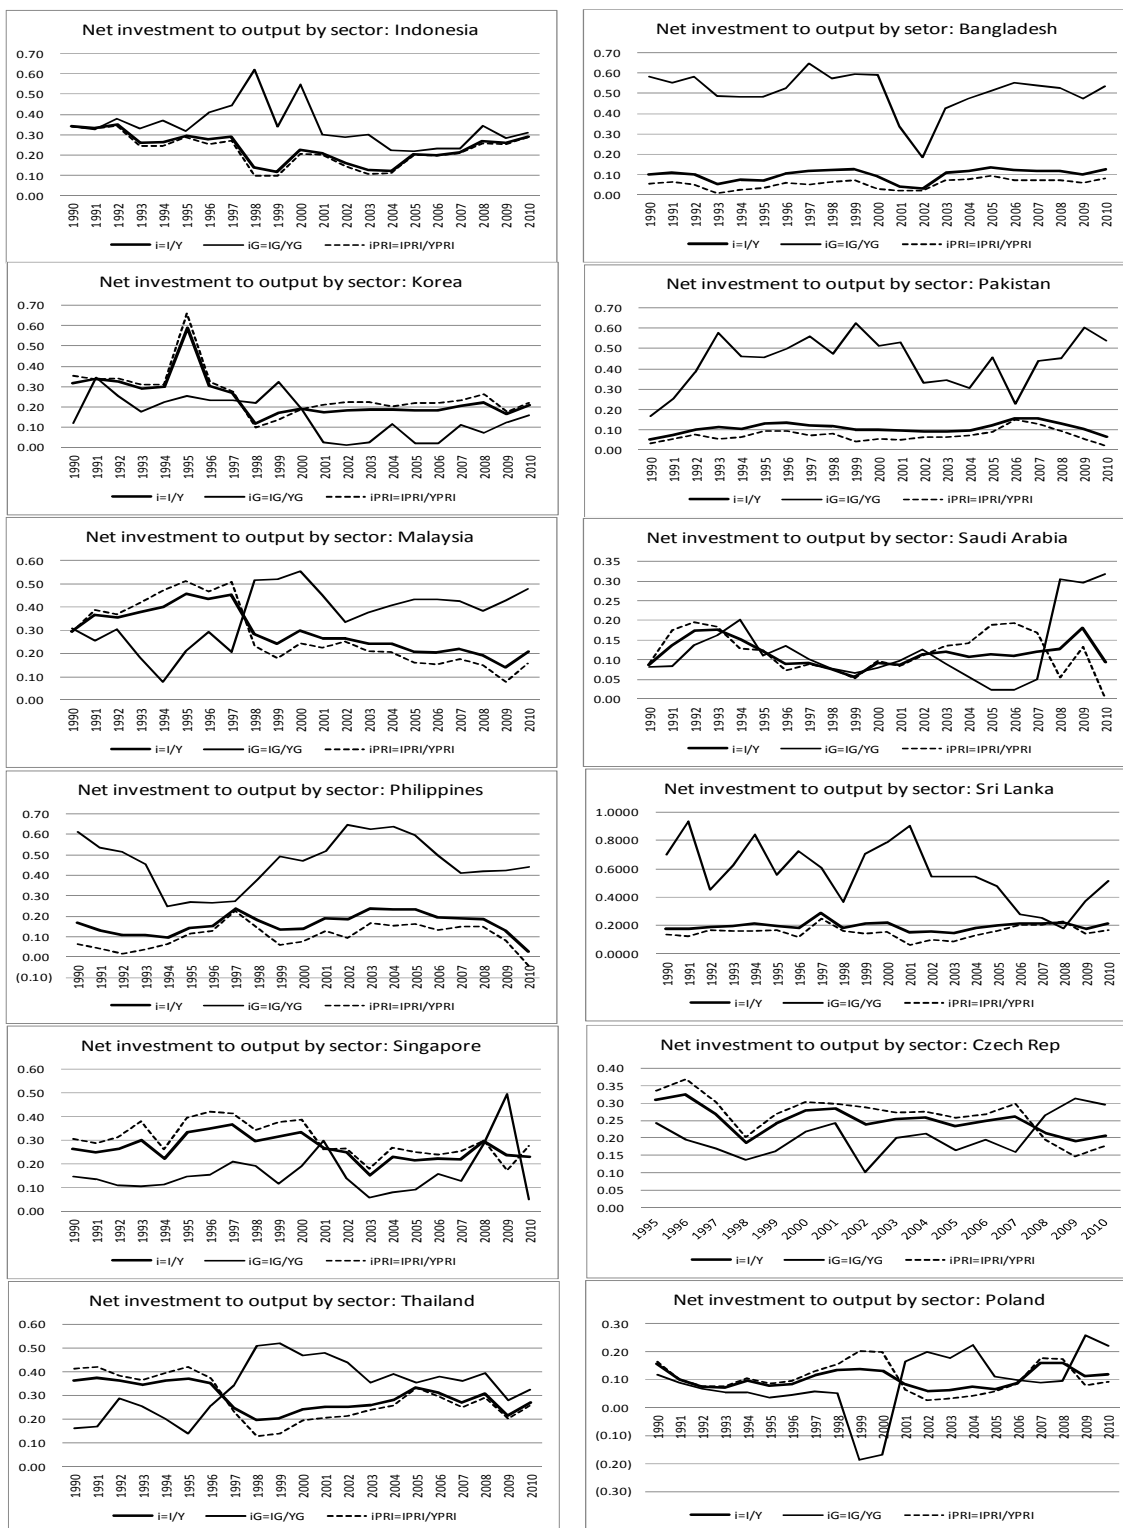 Net investment to output by sector: Indonesia
0.70
0.60
0.50
0.40
0.30
0.20
0.10
0.00
1990 1991 1992 1993 1994 1995 1996 1997 1998 1999 2000 2001 2002 2003 2004 2005 2006 2007 2008 2009 2010
i=I/Y iG=IG/YG iPRI=IPRI/YPRI
Net investment to output by setor: Bangladesh
0.70
0.60
0.50
0.40
0.30
0.20
0.10
0.00
1990 1991 1992 1993 1994 1995 1996 1997 1998 1999 2000 2001 2002 2003 2004 2005 2006 2007 2008 2009 2010
i=I/Y iG=IG/YG iPRI=IPRI/YPRI
Net investment to output by sector: Korea
0.70
0.60
0.50
0.40
0.30
0.20
0.10
0.00
1990 1991 1992 1993 1994 1995 1996 1997 1998 1999 2000 2001 2002 2003 2004 2005 2006 2007 2008 2009 2010
i=I/Y iG=IG/YG iPRI=IPRI/YPRI
Net investment to output by sector: Pakistan
0.70
0.60
0.50
0.40
0.30
0.20
0.10
0.00
1990 1991 1992 1993 1994 1995 1996 1997 1998 1999 2000 2001 2002 2003 2004 2005 2006 2007 2008 2009 2010
i=I/Y iG=IG/YG iPRI=IPRI/YPRI
Net investment to output by sector: Malaysia
0.60
0.50
0.40
0.30
0.20
0.10
0.00
1990 1991 1992 1993 1994 1995 1996 1997 1998 1999 2000 2001 2002 2003 2004 2005 2006 2007 2008 2009 2010
i=I/Y iG=IG/YG iPRI=IPRI/YPRI
Net investment to output by sector: Saudi Arabia
0.35
0.30
0.25
0.20
0.15
0.10
0.05
0.00
1990 1991 1992 1993 1994 1995 1996 1997 1998 1999 2000 2001 2002 2003 2004 2005 2006 2007 2008 2009 2010
i=I/Y iG=IG/YG iPRI=IPRI/YPRI
Net investment to output by sector: Philippines
0.70
0.60
0.50
0.40
0.30
0.20
0.10
0.00
(0.10)
1990 1991 1992 1993 1994 1995 1996 1997 1998 1999 2000 2001 2002 2003 2004 2005 2006 2007 2008 2009 2010
i=I/Y iG=IG/YG iPRI=IPRI/YPRI
Net investment to output by sector: Sri Lanka
1.0000
0.8000
0.6000
0.4000
0.2000
0.0000
1990 1991 1992 1993 1994 1995 1996 1997 1998 1999 2000 2001 2002 2003 2004 2005 2006 2007 2008 2009 2010
i=I/Y iG=IG/YG iPRI=IPRI/YPRI
Net investment to output by sector: Singapore
0.60
0.50
0.40
0.30
0.20
0.10
0.00
1990 1991 1992 1993 1994 1995 1996 1997 1998 1999 2000 2001 2002 2003 2004 2005 2006 2007 2008 2009 2010
i=I/Y iG=IG/YG iPRI=IPRI/YPRI
Net investment to output by sector: Czech Rep
0.40
0.35
0.30
0.25
0.20
0.15
0.10
0.05
0.00
1995 1996 1997 1998 1999 2000 2001 2002 2003 2004 2005 2006 2007 2008 2009 2010
i=I/Y iG=IG/YG iPRI=IPRI/YPRI
Net investment to output by sector: Thailand
0.60
0.50
0.40
0.30
0.20
0.10
0.00
1990 1991 1992 1993 1994 1995 1996 1997 1998 1999 2000 2001 2002 2003 2004 2005 2006 2007 2008 2009 2010
i=I/Y iG=IG/YG iPRI=IPRI/YPRI
Net investment to output by sector: Poland
0.30
0.20
0.10
0.00
(0.10)
(0.20)
(0.30)
1990 1991 1992 1993 1994 1995 1996 1997 1998 1999 2000 2001 2002 2003 2004 2005 2006 2007 2008 2009 2010
i=I/Y iG=IG/YG iPRI=IPRI/YPRI